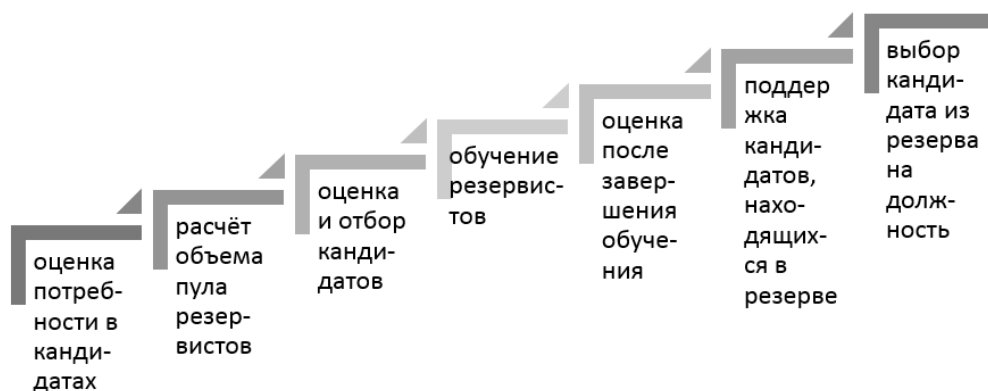 оценка
потреб-
ности в
канди-
датах
расчёт
объема
пула
резер-
вистов
оценка
и отбор
канди-
датов
обучение
резервис-
тов
оценка
после
завер-
шения
обуче-
ния
поддер
жка
канди-
датов,
нахо-
дящих-
ся в
резерве
выбор
канди-
дата из
резерва
на
долж-
ность